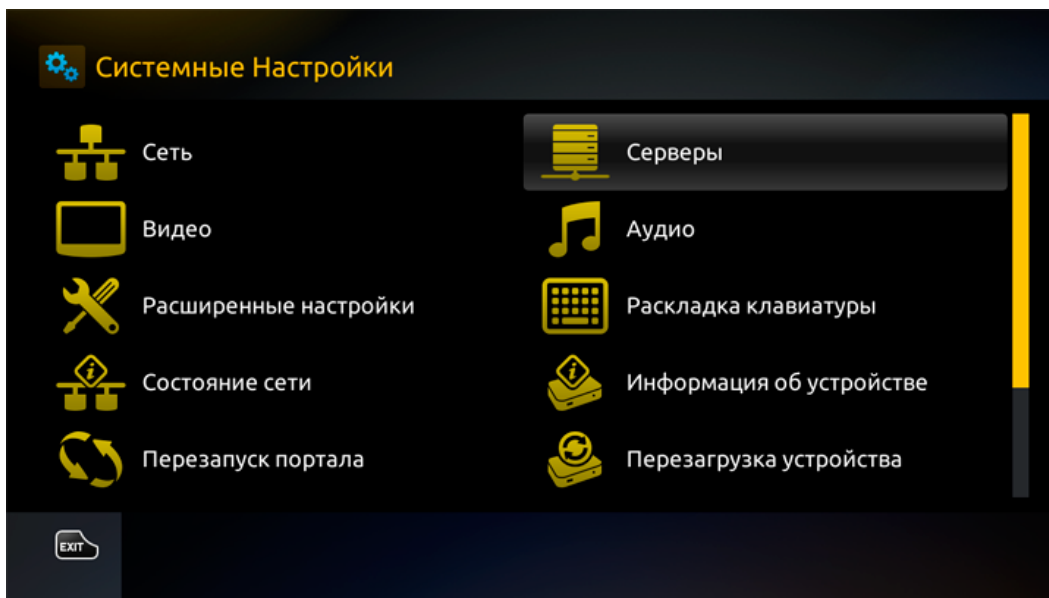 Системные Настройки
Сеть
Серверы
Видео
Аудио
Расширенные настройки
Раскладка клавиатуры
Состояние сети
Информация об устройстве
Перезапуск портала
Перезагрузка устройства
EXIT